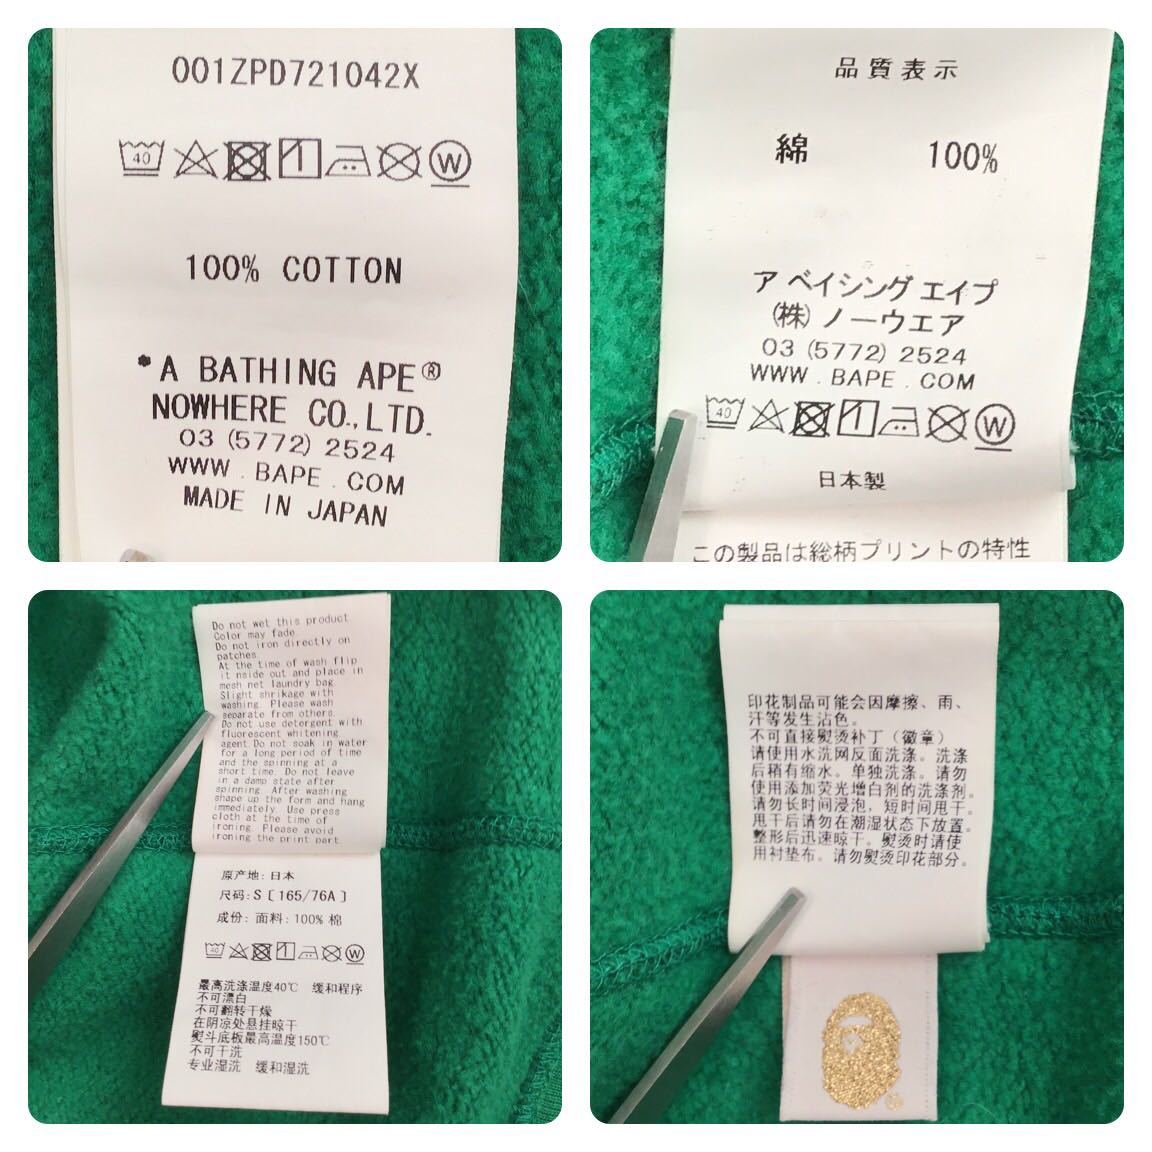 001ZPD721042X
40
100% COTTON
*A BATHING APE®
NOWHERE CO.,LTD.
03 (5772) 2524
WWW.BAPE.COM
MADE IN JAPAN
品質表示
綿 100%
ア ベイシング エイプ
(株) ノーウエア
03 (5772) 2524
WWW.BAPE.COM
40
W
日本製
この製品は総柄プリントの特性
Do not wet this product
Color may fade.
Do not iron directly on
patches.
At the time of wash flip
it nside out and place in
mesh net laundry bag
Slight shrikage with
washing. Please wash
separate from others.
Do not use detergent with
fluorescent whitening
agent.Do not soak in water
for a long period of time
and the spinning at a
short time. Do not leave
in a damp state after
spinning. After washing
shape up the form and hang
immediately. Use press
cloth at the time of
ironing. Please avoid
ironing the print part.
原产地: 日本
尺码: S [165/76A]
成份: 面料: 100% 棉
40
W
最高洗涤温度40℃ 缓和程序
不可漂白
不可翻转干燥
在阴凉处悬挂晾干
熨斗底板最高温度150℃
不可干洗
专业湿洗 缓和湿洗
印花制品可能会因摩擦、雨、
汗等发生沾色。
不可直接熨烫补丁（徽章）
请使用水洗网反面洗涤。洗涤
后稍有缩水。单独洗涤。请勿
使用添加荧光增白剂的洗涤剂。
请勿长时间浸泡，短时间甩干。
甩干后请勿在潮湿状态下放置。
整形后迅速晾干。熨烫时请使
用衬垫布。请勿熨烫印花部分。